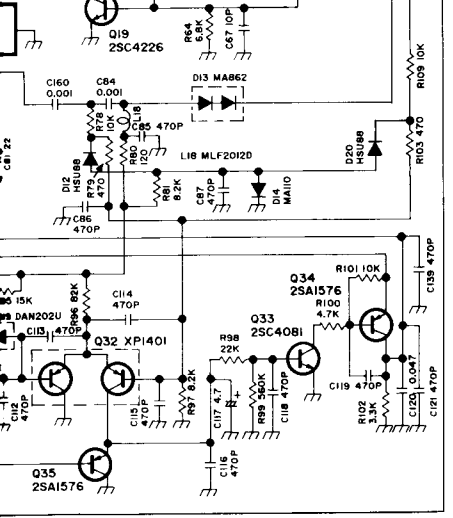 Q19
2SC4226
R64
6.8K
C67 10P
R109 10K
C160
0.001
C84
0.001
D13 MA862
R78
10K
L18
C85 470P
R80
120
D12
HSU88
R79
470
L18 MLF2012D
D20
HSU88
R103 470
R81
8.2K
C87
470P
D14
MA110
C86
470P
15K
DAN202U
C113
470P
R96 82K
C114
470P
Q32 XP1401
C112
470P
C115
470P
R97 8.2K
R98
22K
C117 4.7
R99 560K
C118 470P
Q33
2SC4081
Q34
2SA1576
R101 10K
R100
4.7K
C139 470P
C119 470P
R102
3.3K
C120 0.047
C121 470P
C116
470P
Q35
2SA1576